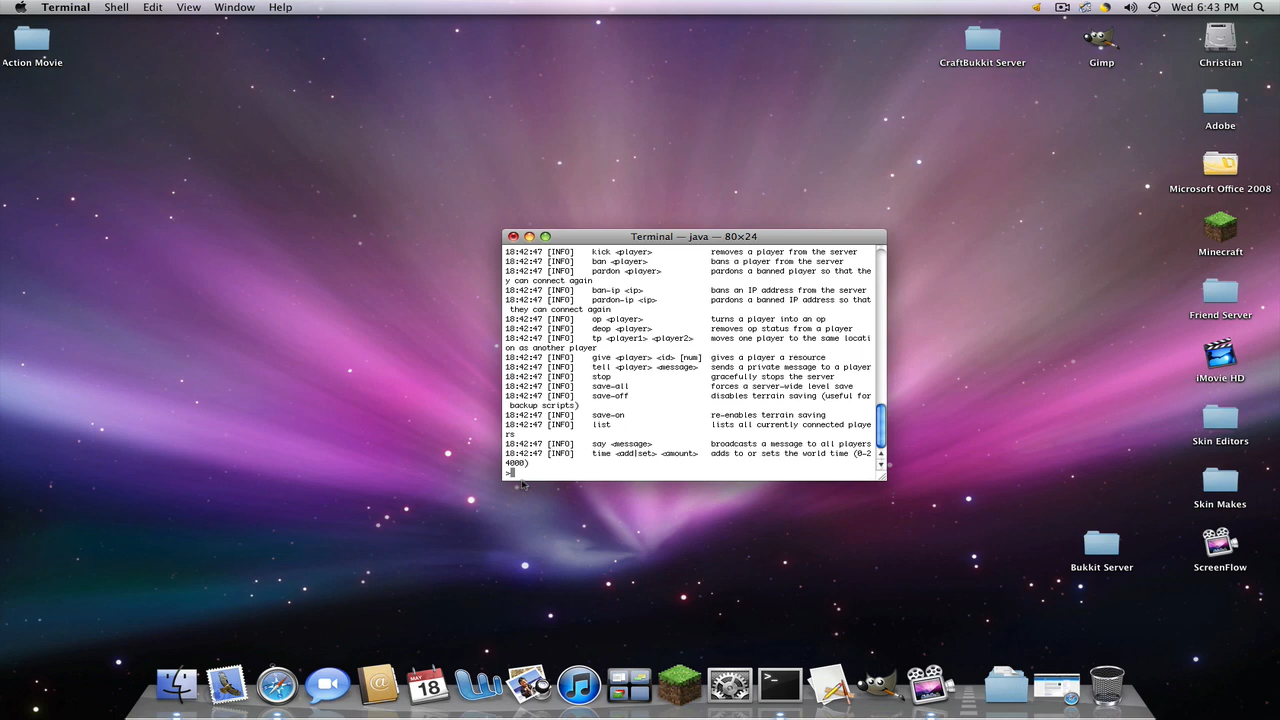 Terminal Shell Edit View Window Help
Wed 6:43 PM
Action Movie
CraftBukkit Server
Gimp
Christian
Adobe
Microsoft Office 2008
Minecraft
Friend Server
iMovie HD
Skin Editors
Skin Makes
Bukkit Server
ScreenFlow
Terminal — java — 80×24
18:42:47 [INFO] kick <player> removes a player from the server
18:42:47 [INFO] ban <player> bans a player from the server
18:42:47 [INFO] pardon <player> pardons a banned player so that the
y can connect again
18:42:47 [INFO] ban-ip <ip> bans an IP address from the server
18:42:47 [INFO] pardon-ip <ip> pardons a banned IP address so that
they can connect again
18:42:47 [INFO] op <player> turns a player into an op
18:42:47 [INFO] deop <player> removes op status from a player
18:42:47 [INFO] tp <player1> <player2> moves one player to the same locati
on as another player
18:42:47 [INFO] give <player> <id> [num] gives a player a resource
18:42:47 [INFO] tell <player> <message> sends a private message to a player
18:42:47 [INFO] stop gracefully stops the server
18:42:47 [INFO] save-all forces a server-wide level save
18:42:47 [INFO] save-off disables terrain saving (useful for
backup scripts)
18:42:47 [INFO] save-on re-enables terrain saving
18:42:47 [INFO] list lists all currently connected playe
rs
18:42:47 [INFO] say <message> broadcasts a message to all players
18:42:47 [INFO] time <add|set> <amount> adds to or sets the world time (0-2
4000)
>
MAY
18
>_